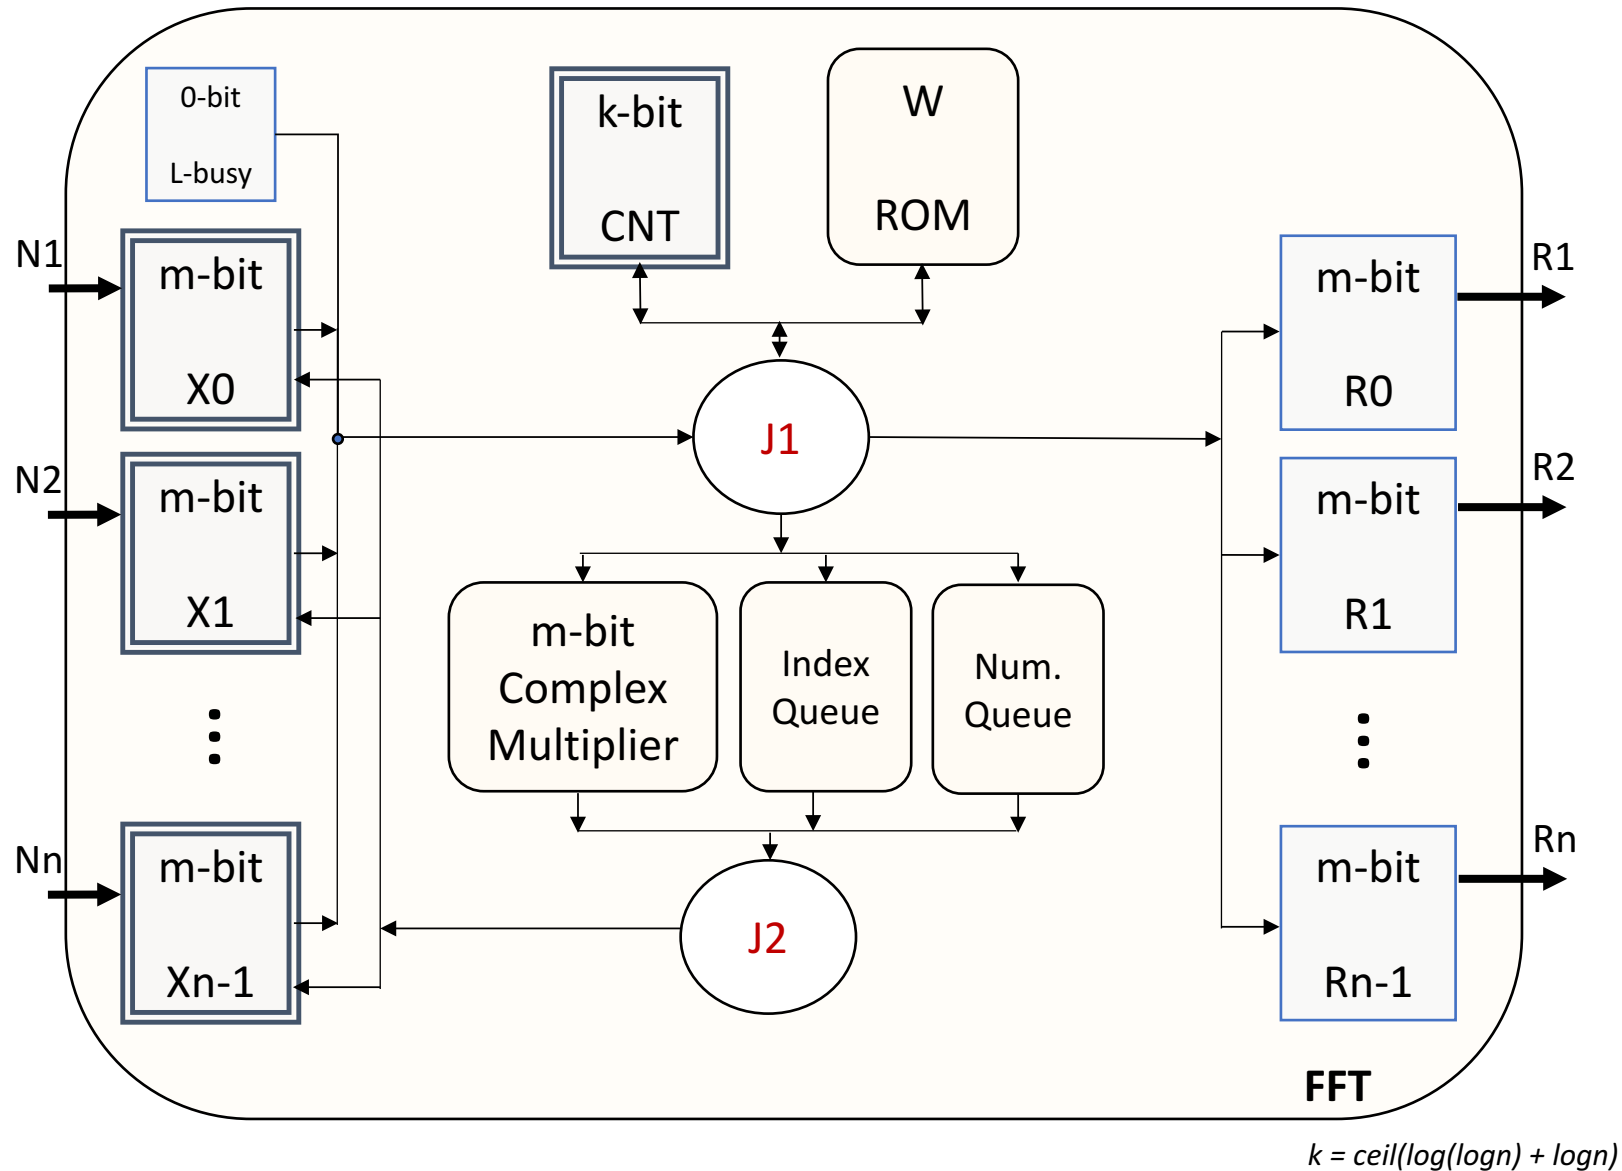 0-bit
L-busy
k-bit
CNT
W
ROM
N1
m-bit
X0
m-bit
R0
R1
J1
N2
m-bit
X1
m-bit
R1
R2
m-bit
Complex
Multiplier
Index
Queue
Num.
Queue
Nn
m-bit
Xn-1
J2
m-bit
Rn-1
Rn
FFT
k = ceil(log(logn) + logn)